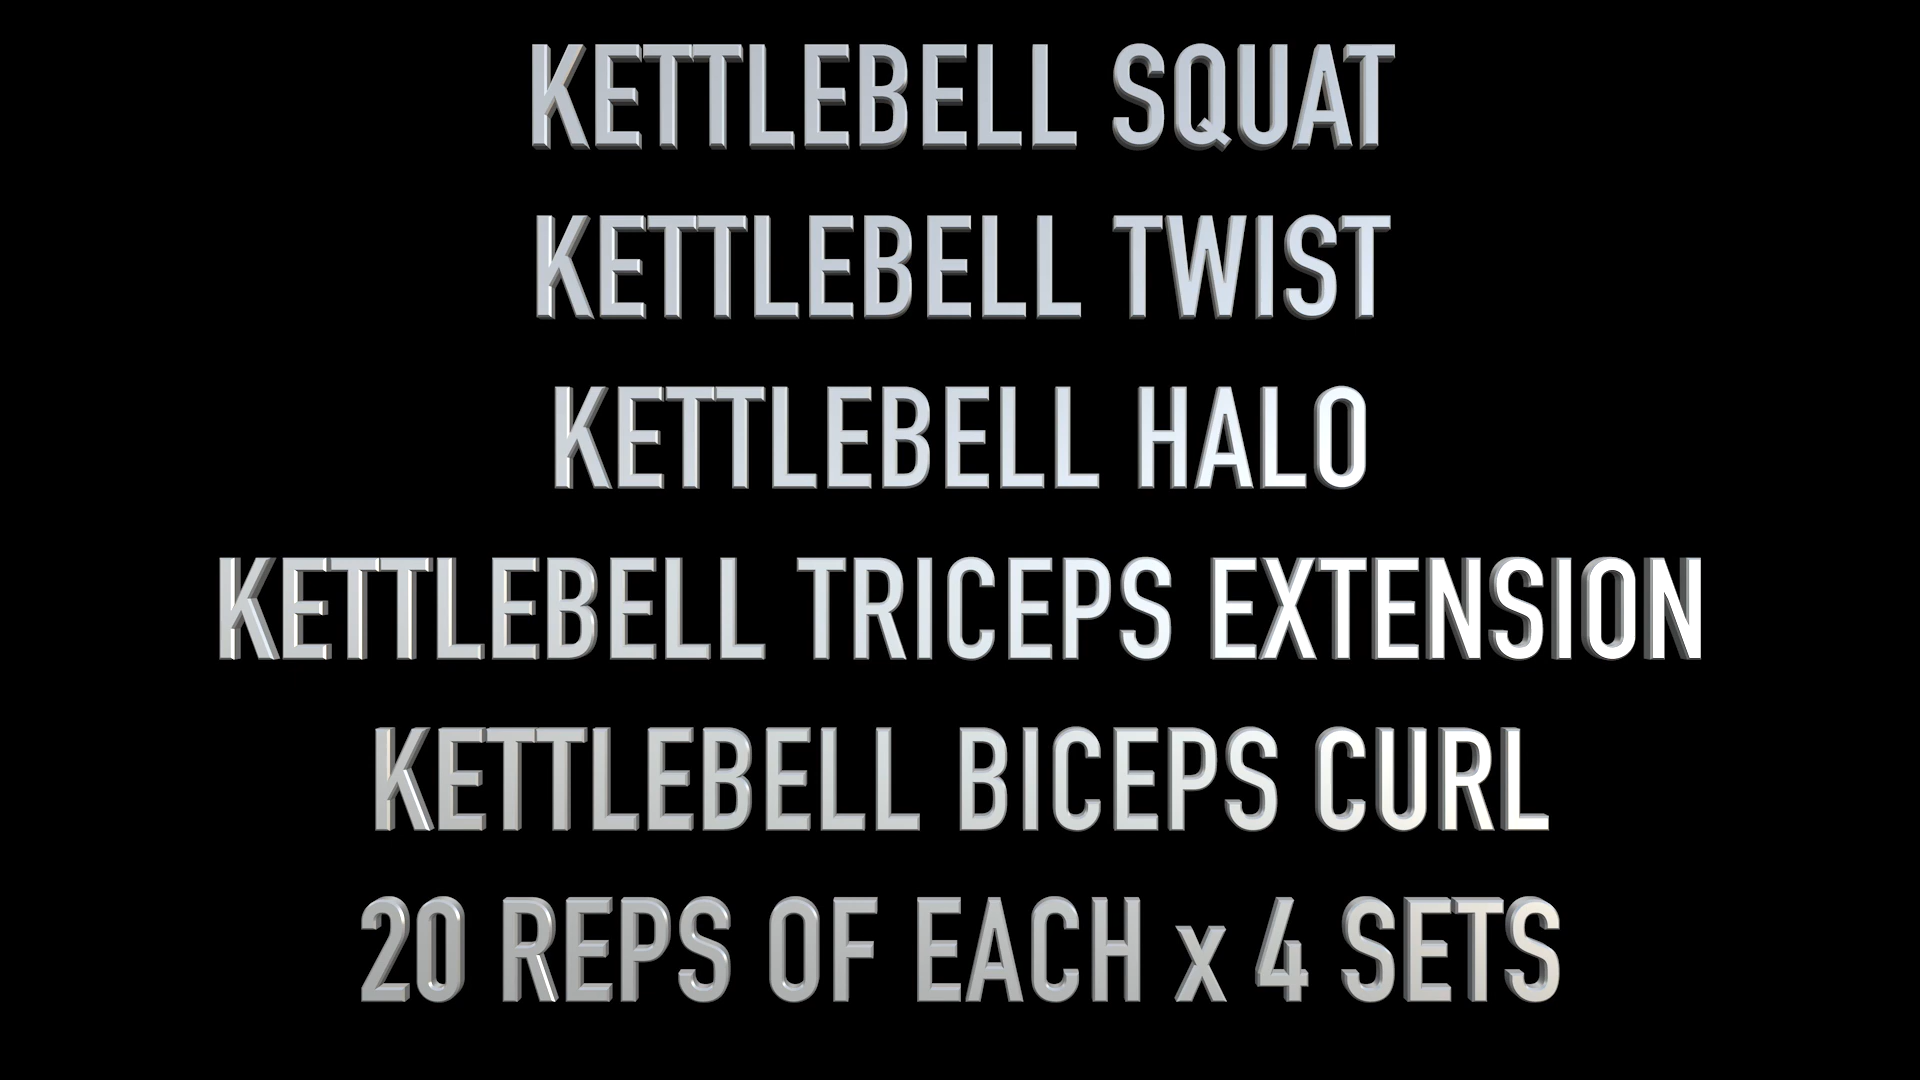 KETTLEBELL SQUAT
KETTLEBELL TWIST
KETTLEBELL HALO
KETTLEBELL TRICEPS EXTENSION
KETTLEBELL BICEPS CURL
20 REPS OF EACH x 4 SETS